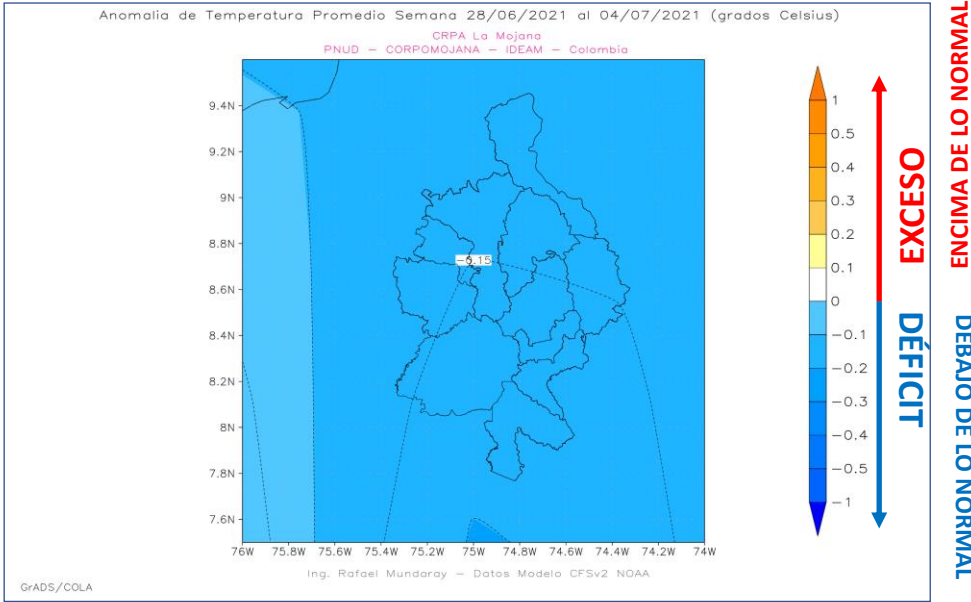 Anomalia de Temperatura Promedio Semana 28/06/2021 al 04/07/2021 (grados Celsius)
CRPA La Mojana
PNUD – CORPOMOJANA – IDEAM – Colombia
9.4N
9.2N
9N
8.8N
8.6N
8.4N
8.2N
8N
7.8N
7.6N
76W 75.8W 75.6W 75.4W 75.2W 75W 74.8W 74.6W 74.4W 74.2W 74W
-0.15
1
0.5
0.4
0.3
0.2
0.1
0
-0.1
-0.2
-0.3
-0.4
-0.5
-1
EXCESO
DÉFICIT
ENCIMA DE LO NORMAL
DEBAJO DE LO NORMAL
Ing. Rafael Mundaray – Datos Modelo CFSv2 NOAA
GrADS/COLA